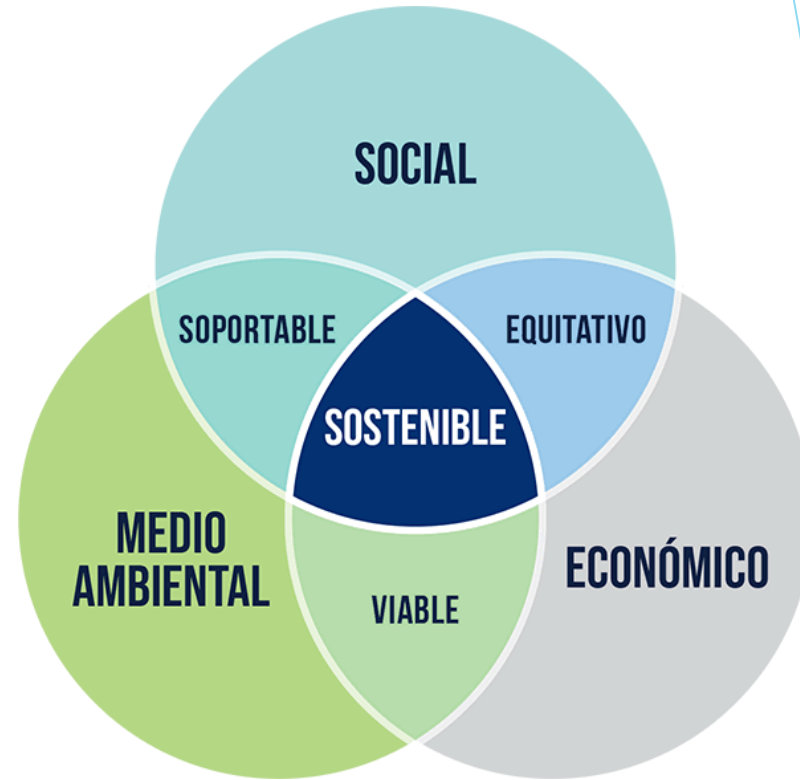 SOCIAL
SOPORTABLE
EQUITATIVO
SOSTENIBLE
MEDIO
AMBIENTAL
ECONÓMICO
VIABLE